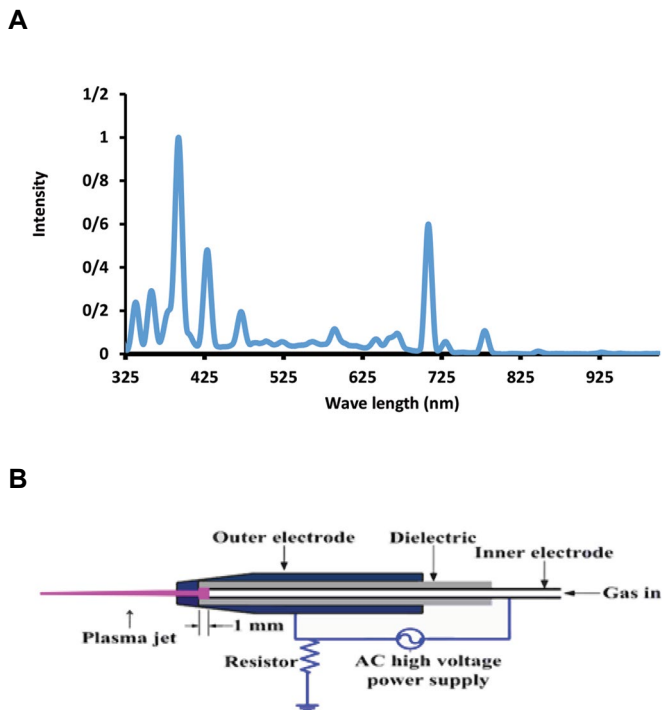 A
1/2
1
0/8
0/6
0/4
0/2
0
Intensity
325 425 525 625 725 825 925
Wave length (nm)
B
Outer electrode
Dielectric
Inner electrode
Gas in
Plasma jet
1 mm
Resistor
AC high voltage
power supply